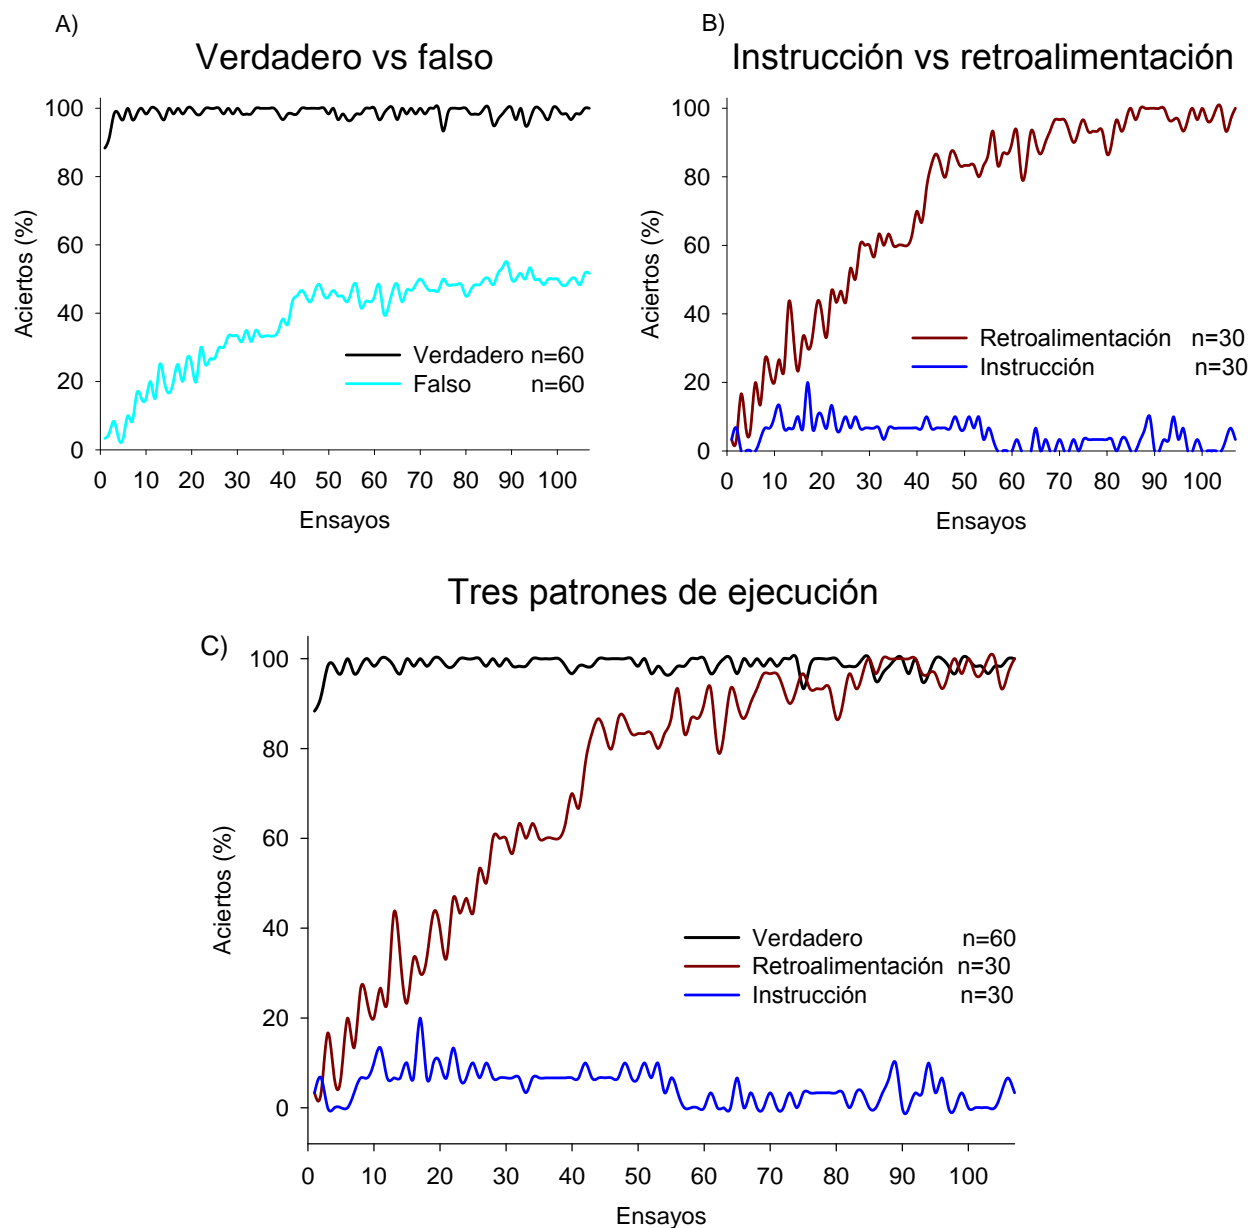 A)
Verdadero vs falso
Aciertos (%)
100
80
60
40
20
0
Verdadero n=60
Falso n=60
0 10 20 30 40 50 60 70 80 90 100
Ensayos
B)
Instrucción vs retroalimentación
Aciertos (%)
100
80
60
40
20
0
Retroalimentación n=30
Instrucción n=30
0 10 20 30 40 50 60 70 80 90 100
Ensayos
Tres patrones de ejecución
C)
Aciertos (%)
100
80
60
40
20
0
Verdadero n=60
Retroalimentación n=30
Instrucción n=30
0 10 20 30 40 50 60 70 80 90 100
Ensayos